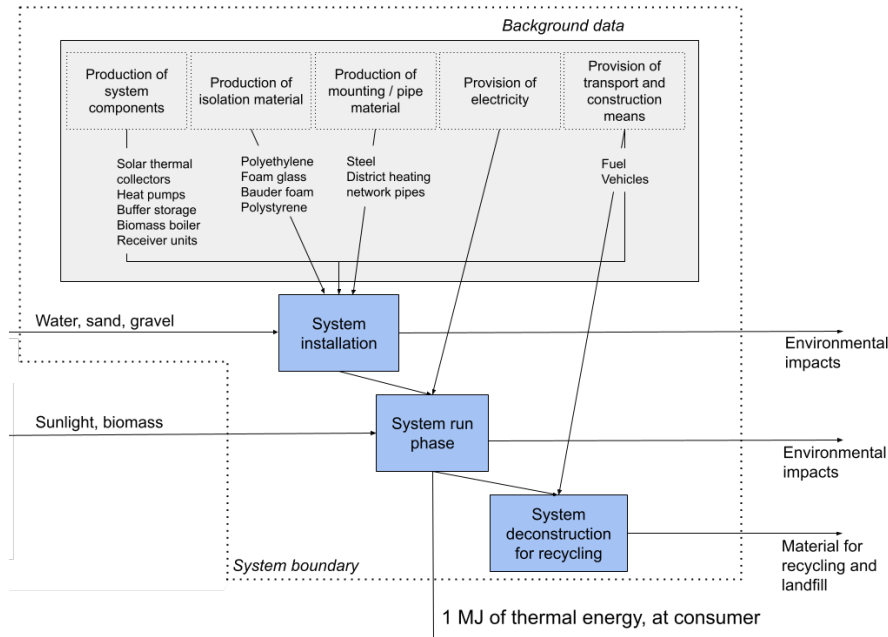 Background data
Production of
system
components
Production of
isolation material
Production of
mounting / pipe
material
Provision of
electricity
Provision of
transport and
construction
means
Solar thermal
collectors
Heat pumps
Buffer storage
Biomass boiler
Receiver units
Polyethylene
Foam glass
Bauder foam
Polystyrene
Steel
District heating
network pipes
Fuel
Vehicles
Water, sand, gravel
System
installation
Environmental
impacts
Sunlight, biomass
System run
phase
Environmental
impacts
System
deconstruction
for recycling
Material for
recycling and
landfill
System boundary
1 MJ of thermal energy, at consumer